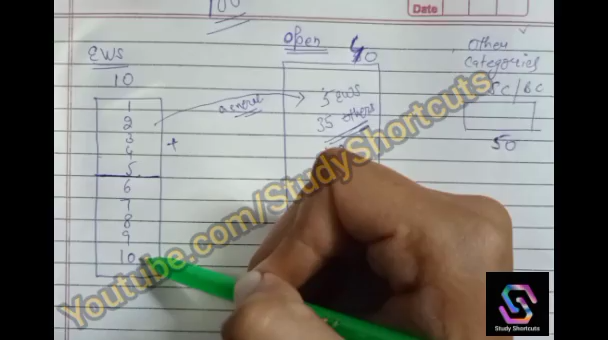 100
Date
EWS
10
1
2
3
4
5
6
7
8
9
10
general
+
open
40
5 EWS
35 others
other
categories
SC/BC
50
Youtube.com/StudyShortcuts
Study Shortcuts